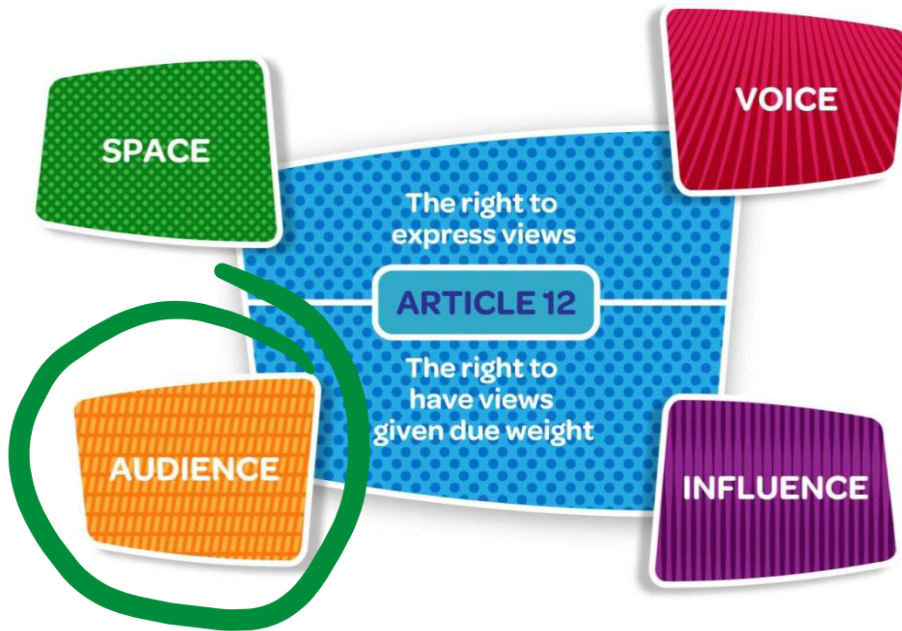 SPACE
VOICE
The right to
express views
ARTICLE 12
The right to
have views
given due weight
AUDIENCE
INFLUENCE